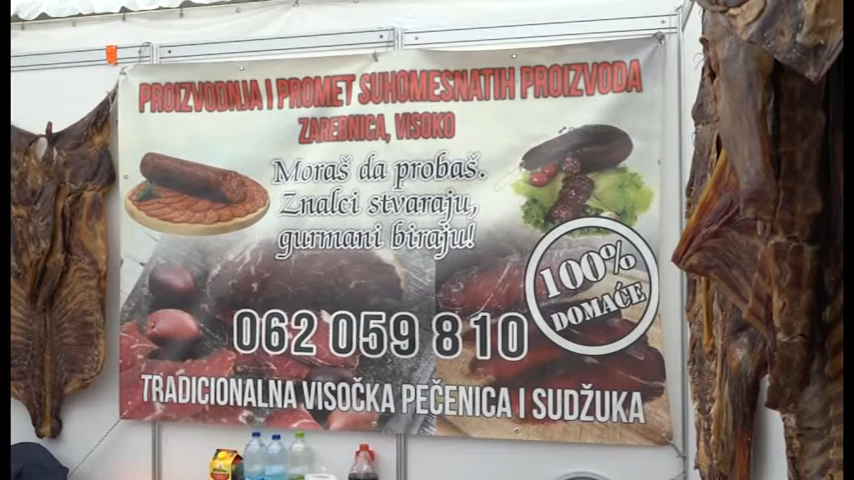 PROIZVODNJA I PROMET SUHOMESNATIH PROIZVODA
ZAREBNICA, VISOKO
Moraš da probaš.
Znalci stvaraju,
gurmani biraju!
100%
DOMAĆE
062 059 810
TRADICIONALNA VISOČKA PEČENICA I SUDŽUKA